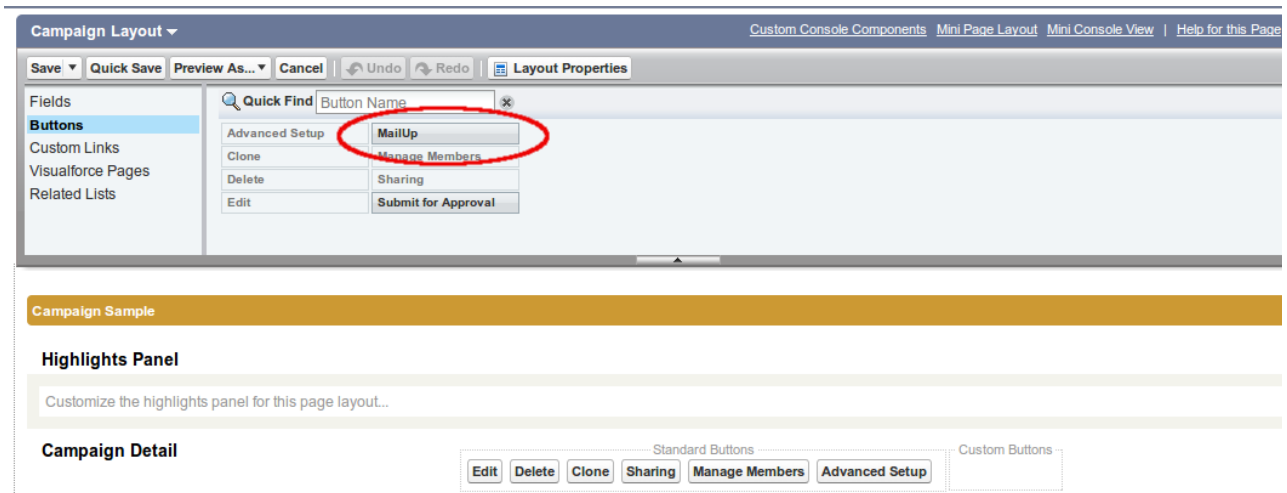 Campaign Layout Custom Console Components Mini Page Layout Mini Console View | Help for this Page
Save Quick Save Preview As... Cancel Undo Redo Layout Properties
Fields
Buttons
Custom Links
Visualforce Pages
Related Lists
Quick Find Button Name
Advanced Setup MailUp
Clone Manage Members
Delete Sharing
Edit Submit for Approval
Campaign Sample
Highlights Panel
Customize the highlights panel for this page layout...
Campaign Detail
Standard Buttons Custom Buttons
Edit Delete Clone Sharing Manage Members Advanced Setup